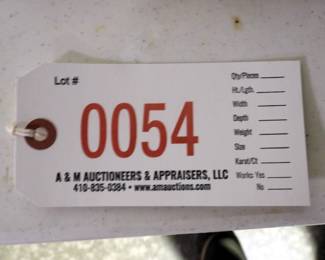 Lot #
0054
A & M AUCTIONEERS & APPRAISERS, LLC
410-835-0384 • www.amauctions.com
Qty/Pieces
Ht./Lgth.
Width
Depth
Weight
Size
Karat/Ct
Works: Yes
No